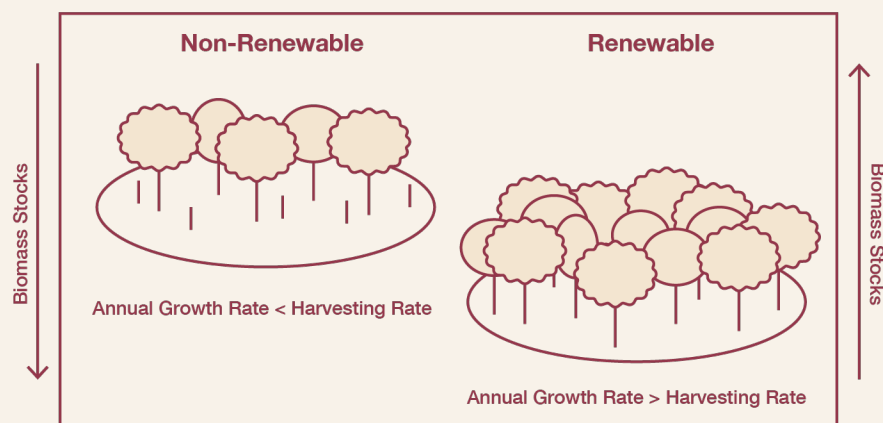 Non-Renewable
Renewable
Biomass Stocks
Annual Growth Rate < Harvesting Rate
Annual Growth Rate > Harvesting Rate
Biomass Stocks